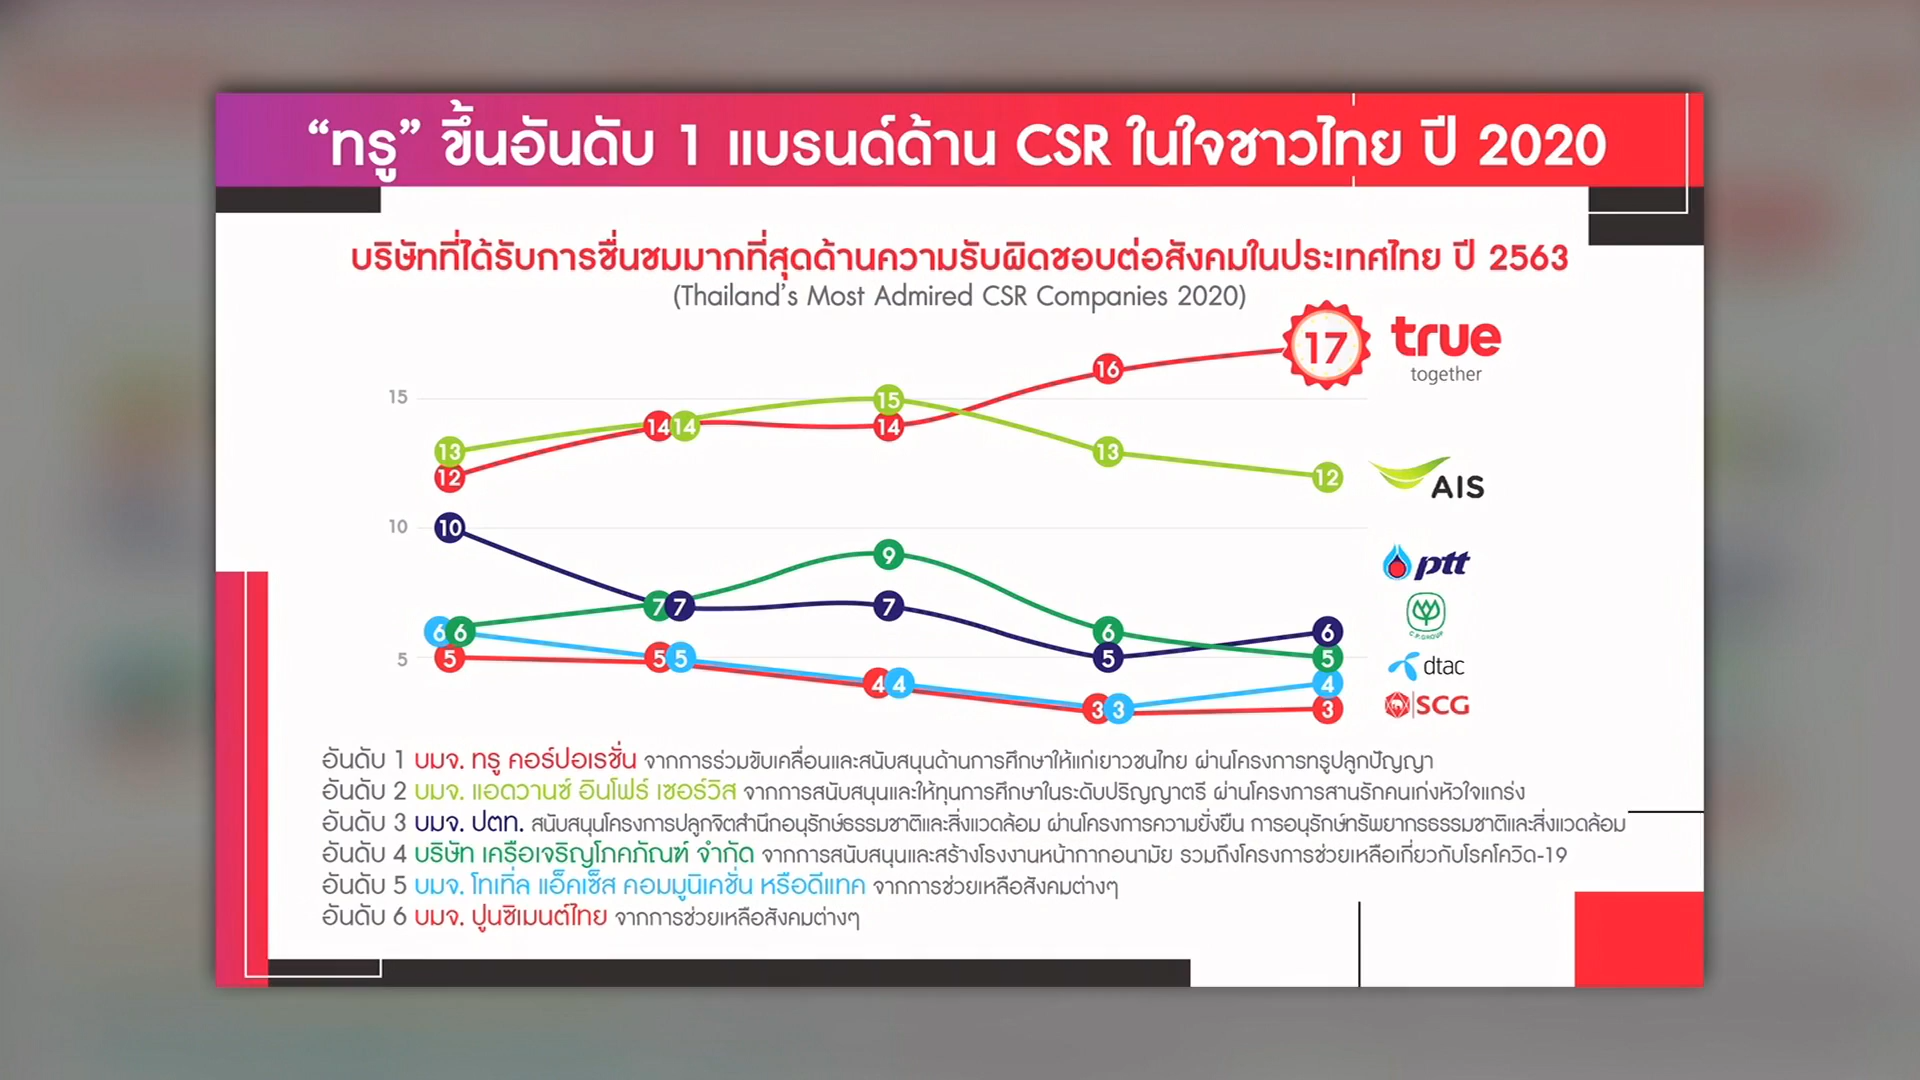 “ทรู” ขึ้นอันดับ 1 แบรนด์ด้าน CSR ในใจชาวไทย ปี 2020
บริษัทที่ได้รับการชื่นชมมากที่สุดด้านความรับผิดชอบต่อสังคมในประเทศไทย ปี 2563
(Thailand's Most Admired CSR Companies 2020)
17 true
together
16
15 15
14 14 14
13 13
12 12
AIS
10 10
9
ptt
7 7 7
C.P. GROUP
6 6 6 6
5 5 5 5 5 5
dtac
4 4 4
SCG
3 3 3
อันดับ 1 บมจ. ทรู คอร์ปอเรชั่น จากการร่วมขับเคลื่อนและสนับสนุนด้านการศึกษาให้แก่เยาวชนไทย ผ่านโครงการทรูปลูกปัญญา
อันดับ 2 บมจ. แอดวานซ์ อินโฟร์ เซอร์วิส จากการสนับสนุนและให้ทุนการศึกษาในระดับปริญญาตรี ผ่านโครงการสานรักคนเก่งหัวใจแกร่ง
อันดับ 3 บมจ. ปตท. สนับสนุนโครงการปลูกจิตสำนึกอนุรักษ์ธรรมชาติและสิ่งแวดล้อม ผ่านโครงการความยั่งยืน การอนุรักษ์ทรัพยากรธรรมชาติและสิ่งแวดล้อม
อันดับ 4 บริษัท เครือเจริญโภคภัณฑ์ จำกัด จากการสนับสนุนและสร้างโรงงานหน้ากากอนามัย รวมถึงโครงการช่วยเหลือเกี่ยวกับโรคโควิด-19
อันดับ 5 บมจ. โทเทิ่ล แอ็คเซ็ส คอมมูนิเคชั่น หรือดีแทค จากการช่วยเหลือสังคมต่างๆ
อันดับ 6 บมจ. ปูนซิเมนต์ไทย จากการช่วยเหลือสังคมต่างๆ